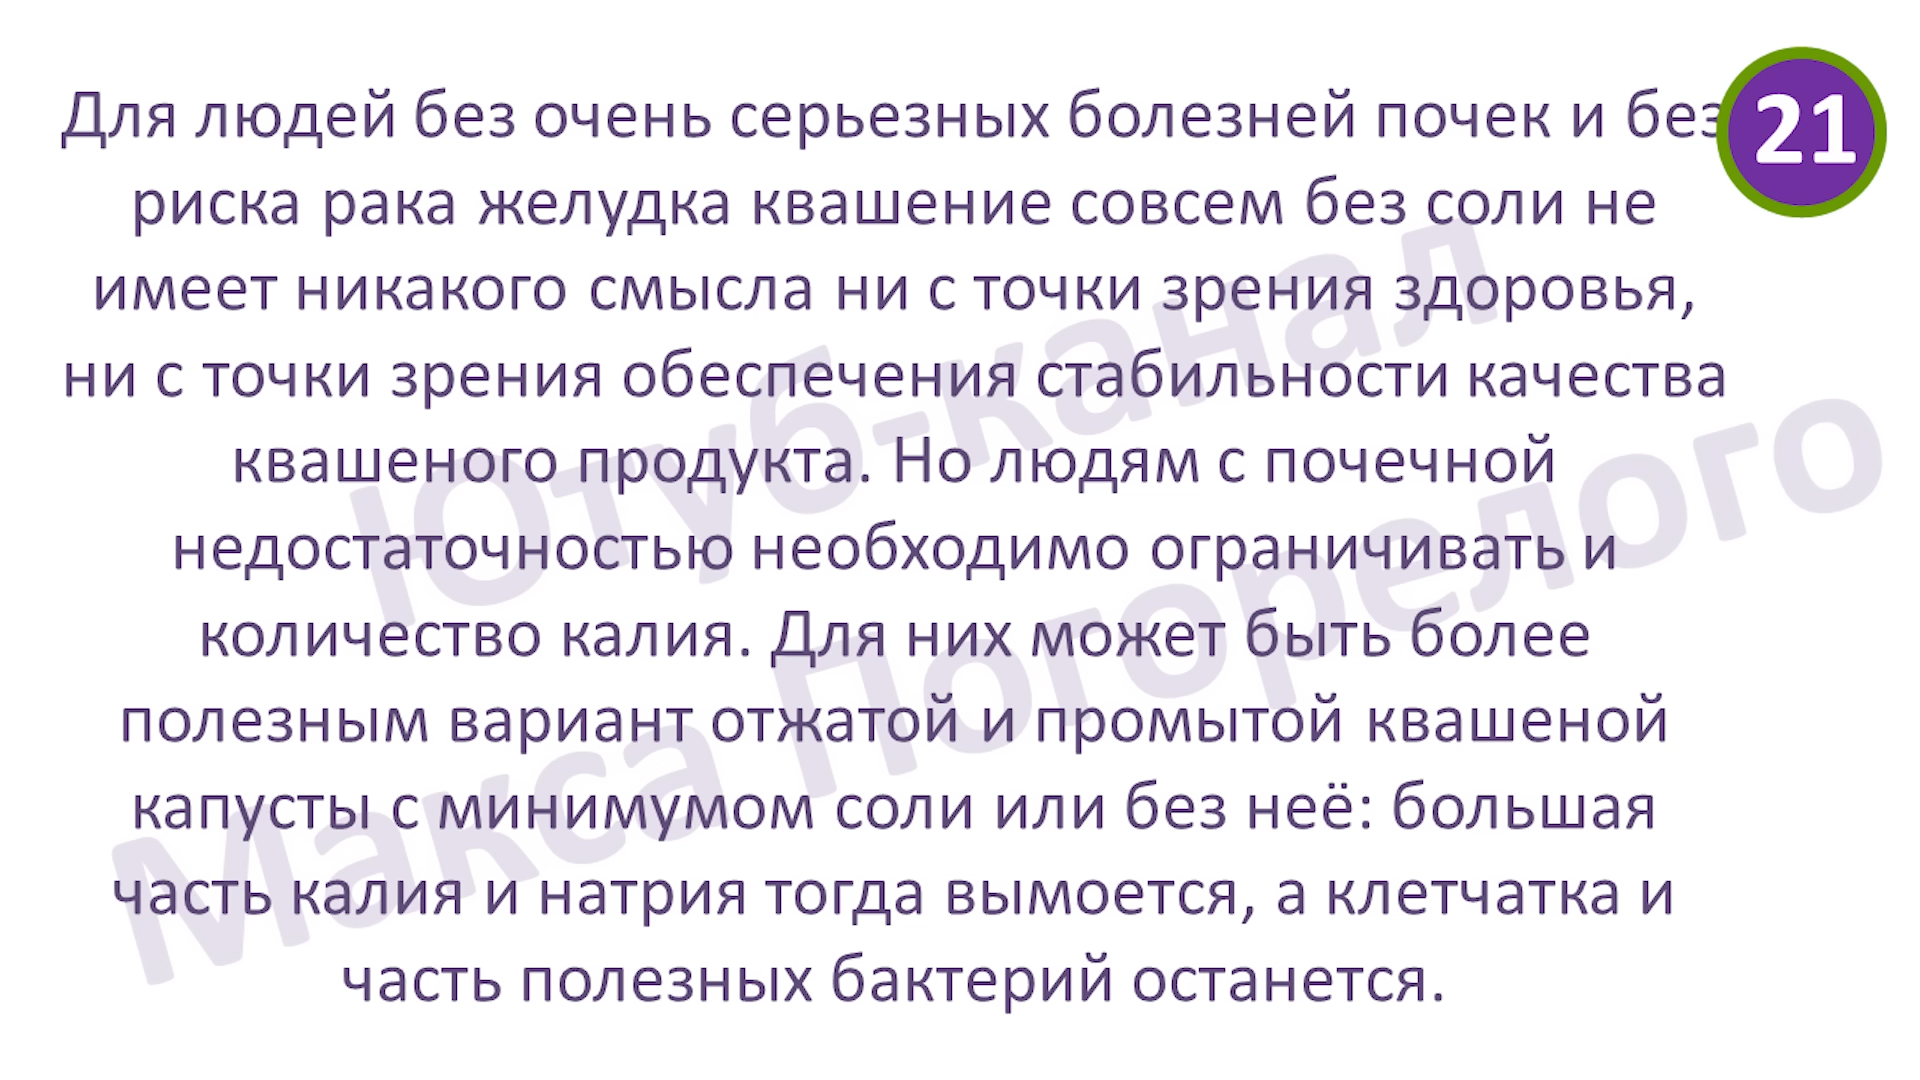 Для людей без очень серьезных болезней почек и без
21
риска рака желудка квашение совсем без соли не
имеет никакого смысла ни с точки зрения здоровья,
ни с точки зрения обеспечения стабильности качества
квашеного продукта. Но людям с почечной
недостаточностью необходимо ограничивать и
количество калия. Для них может быть более
полезным вариант отжатой и промытой квашеной
капусты с минимумом соли или без неё: большая
часть калия и натрия тогда вымоется, а клетчатка и
часть полезных бактерий останется.
Ютуб-канал
Макса Погорелого